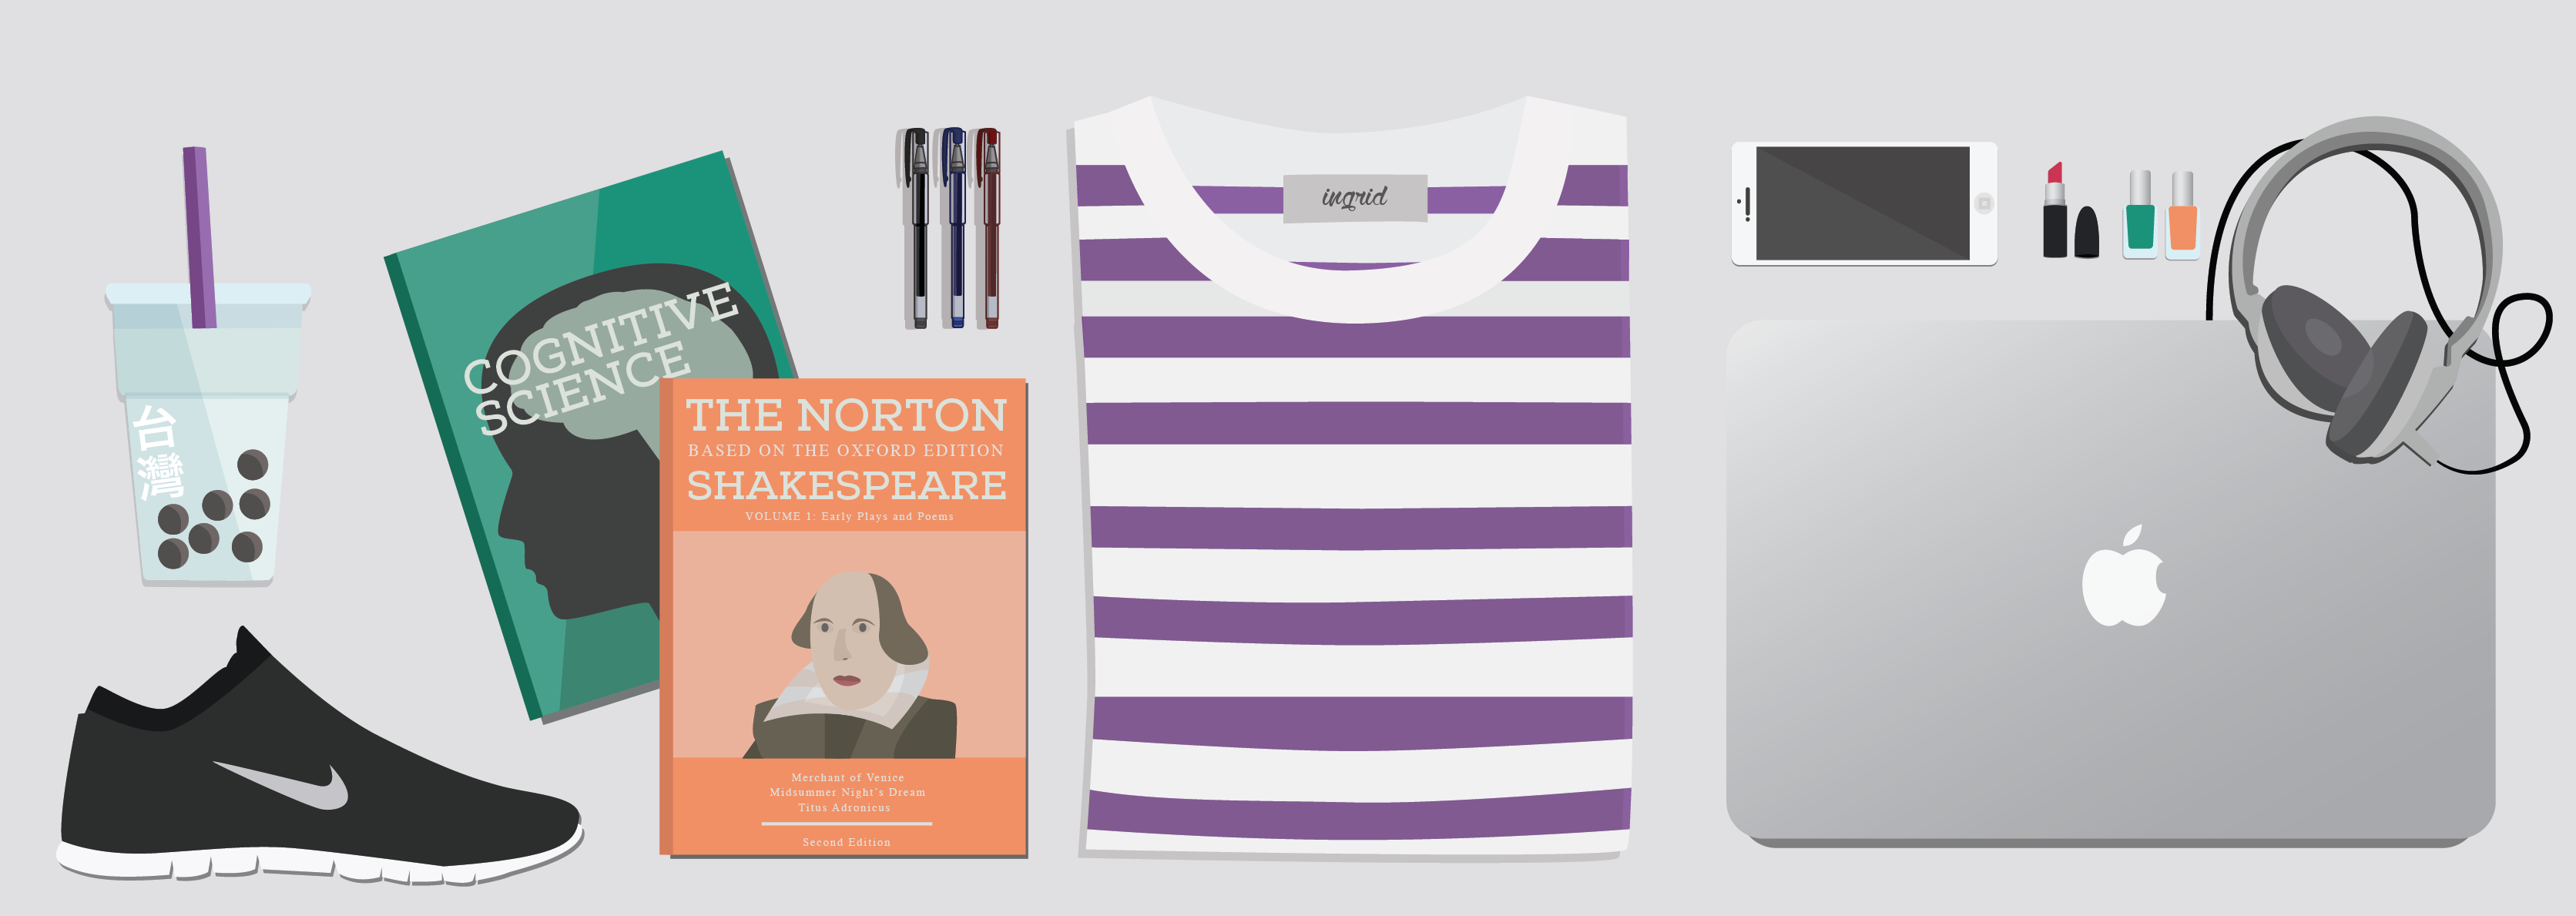 台
灣
COGNITIVE
SCIENCE
THE NORTON
BASED ON THE OXFORD EDITION
SHAKESPEARE
VOLUME 1: Early Plays and Poems
Merchant of Venice
Midsummer Night's Dream
Titus Adronicus
Second Edition
ingrid